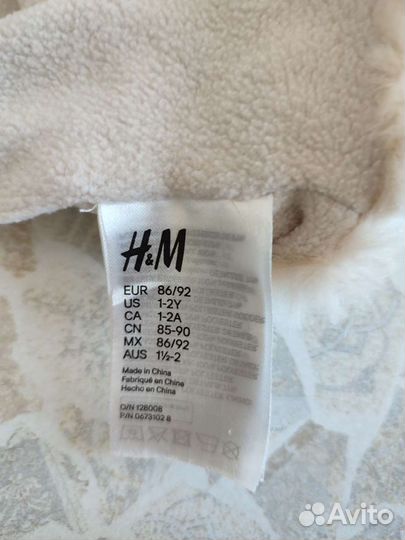 H&M
EUR 86/92
US 1-2Y
CA 1-2A
CN 85-90
MX 86/92
AUS 1½-2
Made in China
Fabriqué en Chine
Hecho en China
O/N 128008
P/N 0673102 8
Avito